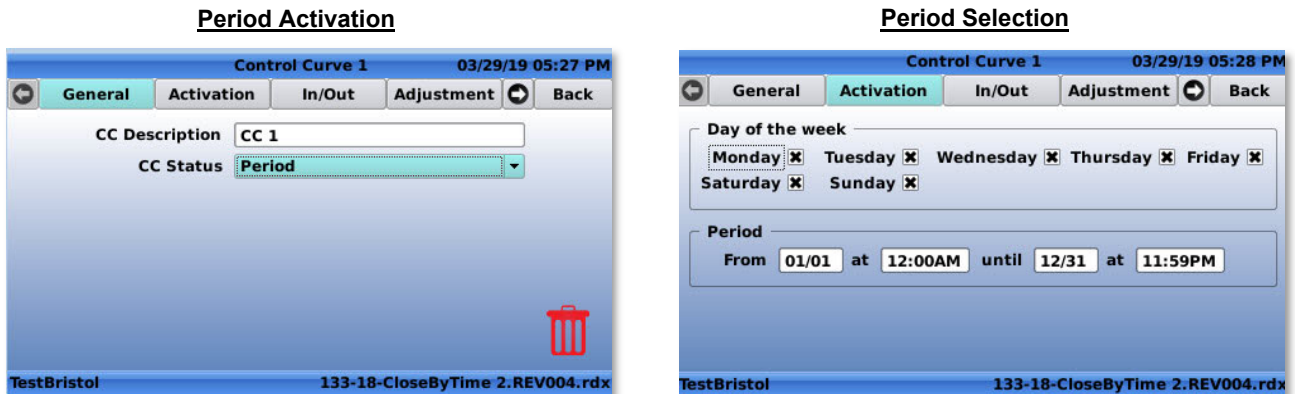 Period Activation
Control Curve 1 03/29/19 05:27 PM
General Activation In/Out Adjustment Back
CC Description CC 1
CC Status Period
TestBristol 133-18-CloseByTime 2.REV004.rdx
Period Selection
Control Curve 1 03/29/19 05:28 PM
General Activation In/Out Adjustment Back
Day of the week
Monday Tuesday Wednesday Thursday Friday
Saturday Sunday
Period
From 01/01 at 12:00AM until 12/31 at 11:59PM
TestBristol 133-18-CloseByTime 2.REV004.rdx